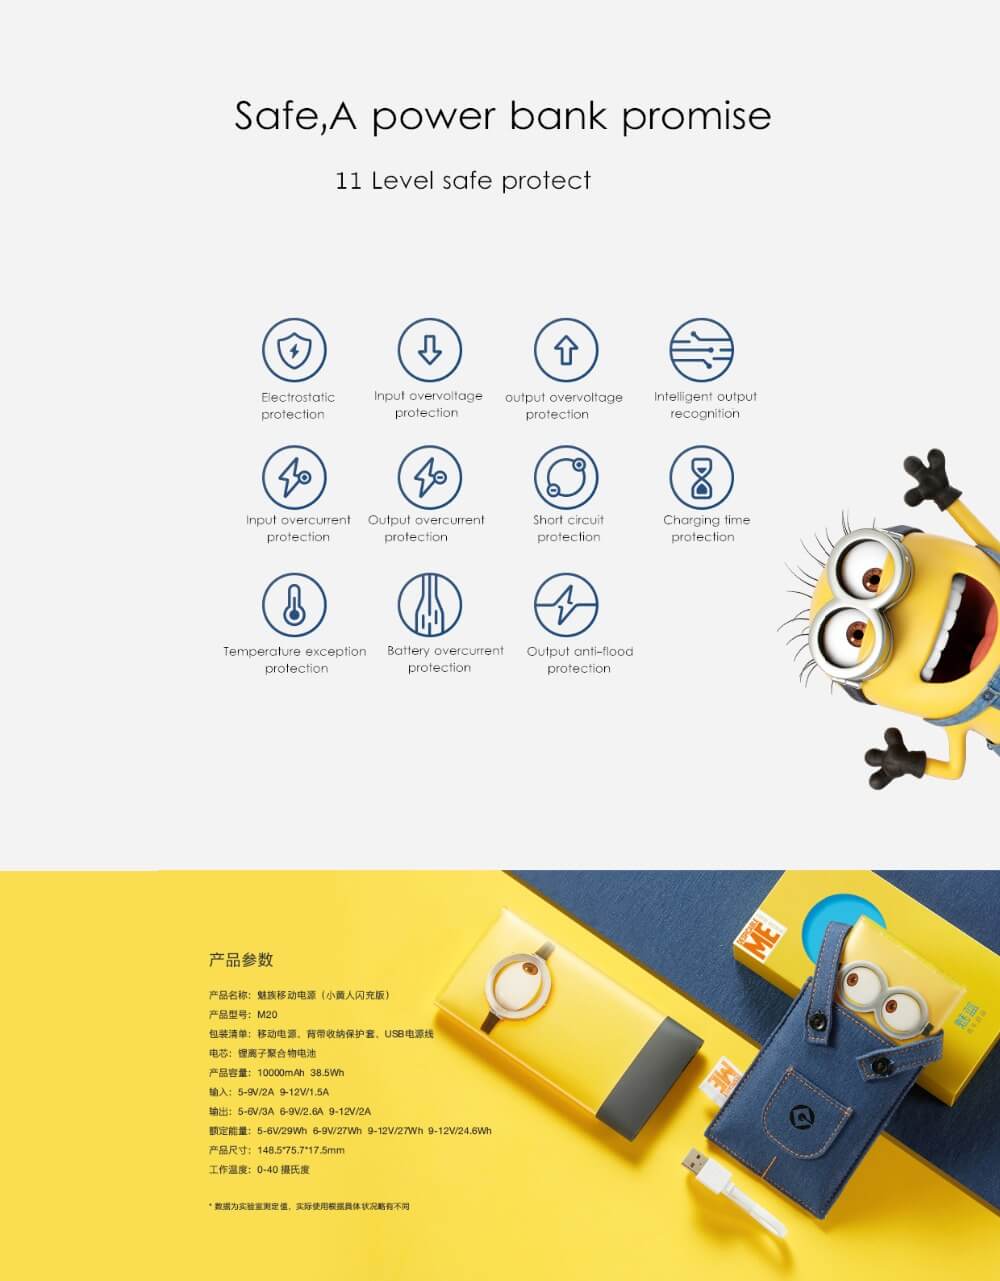 Safe,A power bank promise
11 Level safe protect
Electrostatic
protection
Input overvoltage
protection
output overvoltage
protection
Intelligent output
recognition
Input overcurrent
protection
Output overcurrent
protection
Short circuit
protection
Charging time
protection
Temperature exception
protection
Battery overcurrent
protection
Output anti-flood
protection
产品参数
产品名称：魅族移动电源（小黄人闪充版）
产品型号：M20
包装清单：移动电源、背带收纳保护套、USB电源线
电芯：锂离子聚合物电池
产品容量：10000mAh 38.5Wh
输入：5-9V/2A 9-12V/1.5A
输出：5-6V/3A 6-9V/2.6A 9-12V/2A
额定能量：5-6V/29Wh 6-9V/27Wh 9-12V/27Wh 9-12V/24.6Wh
产品尺寸：148.5*75.7*17.5mm
工作温度：0-40 摄氏度
* 数据为实验室测定值，实际使用根据具体状况略有不同
DESPICABLE
ME
ME
魅蓝